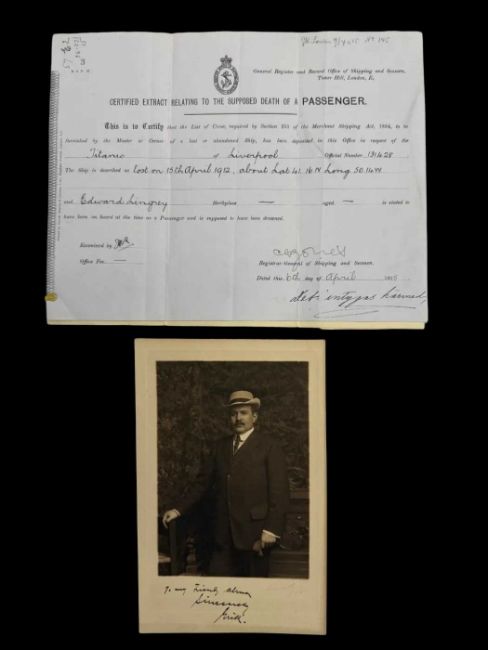 No. 145
General Register and Record Office of Shipping and Seamen,
Tower Hill, London, E.
CERTIFIED EXTRACT RELATING TO THE SUPPOSED DEATH OF A PASSENGER.
This is to Certify that the List of Crew, required by Section 255 of the Merchant Shipping Act, 1894, to be
furnished by the Master or Owner of a lost or abandoned Ship, has been deposited in this Office in respect of the
Titanic of Liverpool Official Number 131428
The Ship is described as lost on 15th April 1912, about Lat 41.16N Long 50.14W
and Edward Lingrey Birthplace — aged — is stated to
have been on board at the time as a Passenger and is supposed to have been drowned.
Examined by
Office Fee —
Registrar-General of Shipping and Seamen.
Dated this 6th day of April
To my Friend
Sincerely